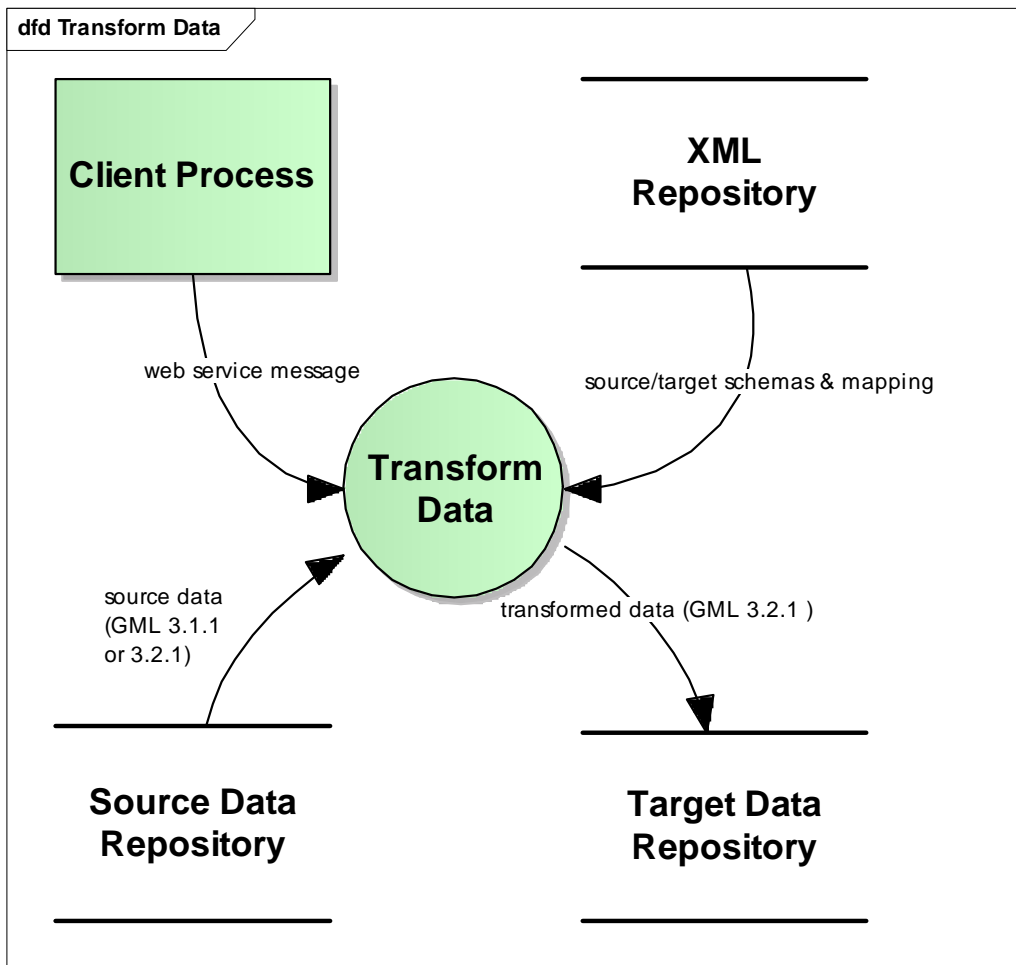 dfd Transform Data
Client Process
XML
Repository
web service message
source/target schemas & mapping
Transform
Data
source data
(GML 3.1.1
or 3.2.1)
transformed data (GML 3.2.1 )
Source Data
Repository
Target Data
Repository